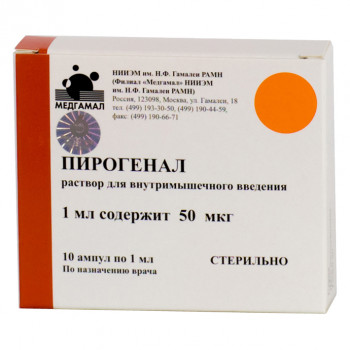 НИИЭМ им. Н.Ф. Гамалеи РАМН
(Филиал «Медгамал» НИИЭМ
им. Н.Ф. Гамалеи РАМН)
Россия, 123098, Москва, ул. Гамалеи, 18
тел. (499) 193-30-50, (499) 190-44-59,
факс. (499) 190-66-71
МЕДГАМАЛ
ПИРОГЕНАЛ
раствор для внутримышечного введения
1 мл содержит 50 мкг
10 ампул по 1 мл
По назначению врача
СТЕРИЛЬНО